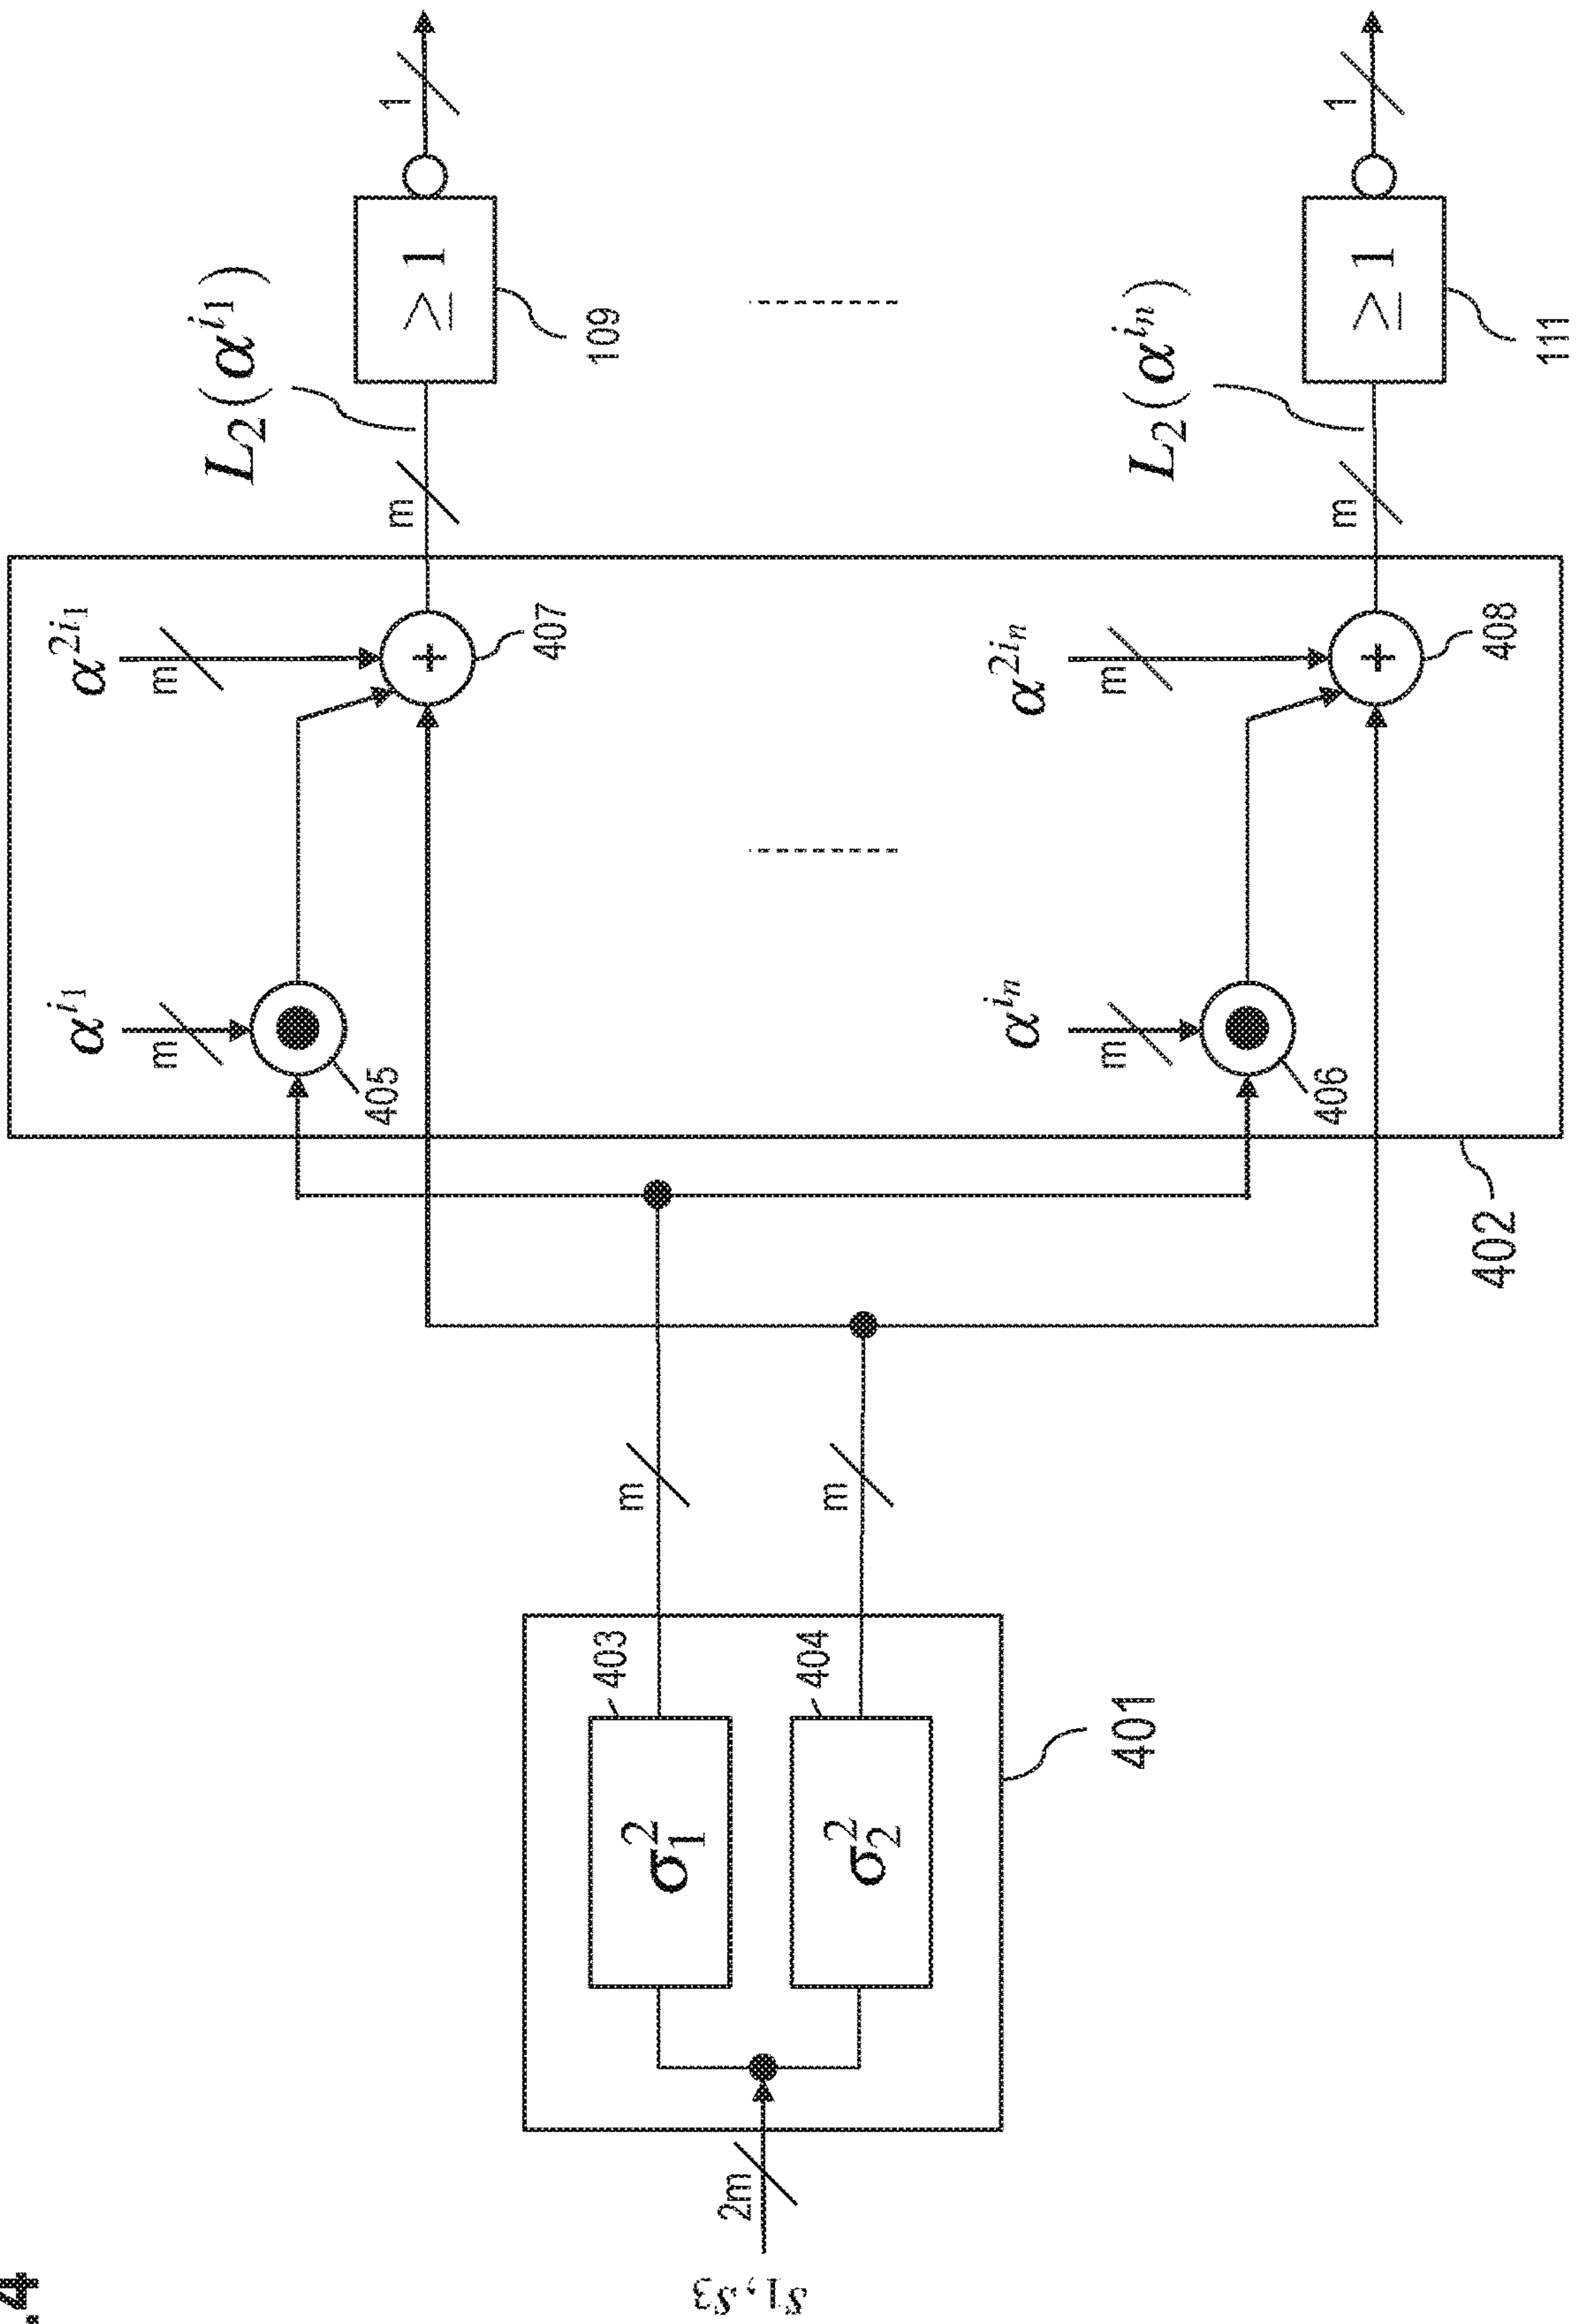 .4
s₁, s₃
2m
σ₁²
403
σ₂²
404
401
m
m
402
α^{i₁}
m
405
α^{2i₁}
m
+
407
α^{iₙ}
m
406
α^{2iₙ}
m
+
408
m
L₂(α^{i₁})
≥ 1
109
1
m
L₂(α^{iₙ})
≥ 1
111
1